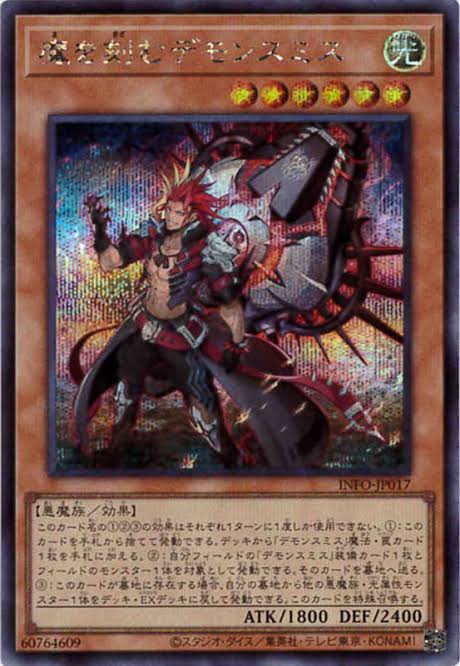 魔を刻むデモンスミス
光
INFO-JP017
【悪魔族/効果】
このカード名の①②③の効果はそれぞれ1ターンに1度しか使用できない。①:この
カードを手札から捨てて発動できる。デッキから「デモンスミス」魔法・罠カード
1枚を手札に加える。②:自分フィールドの「デモンスミス」装備カード1枚と
フィールドのモンスター1体を対象として発動できる。そのカードを墓地へ送る。
③:このカードが墓地に存在する場合、自分の墓地から他の悪魔族・光属性モン
スター1体をデッキ・EXデッキに戻して発動できる。このカードを特殊召喚する。
ATK/1800 DEF/2400
60764609 ©スタジオ・ダイス/集英社・テレビ東京・KONAMI